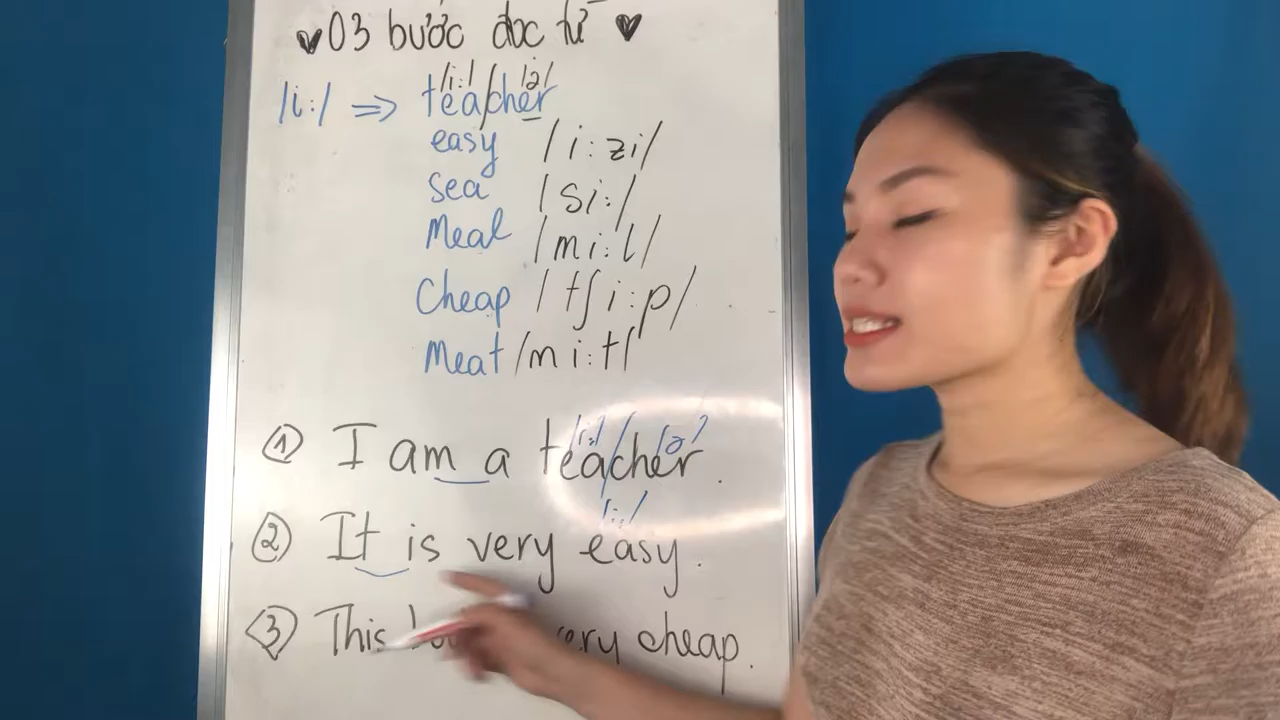 ♥ 03 bước đọc từ ♥
/i:/ => teacher /i:/ /ə/
easy /i:zi/
sea /si:/
Meal /mi:l/
Cheap /tʃi:p/
Meat /mi:t/
① I am a teacher. /i:/ /ə/
② It is very easy. /i:/
③ This very cheap.